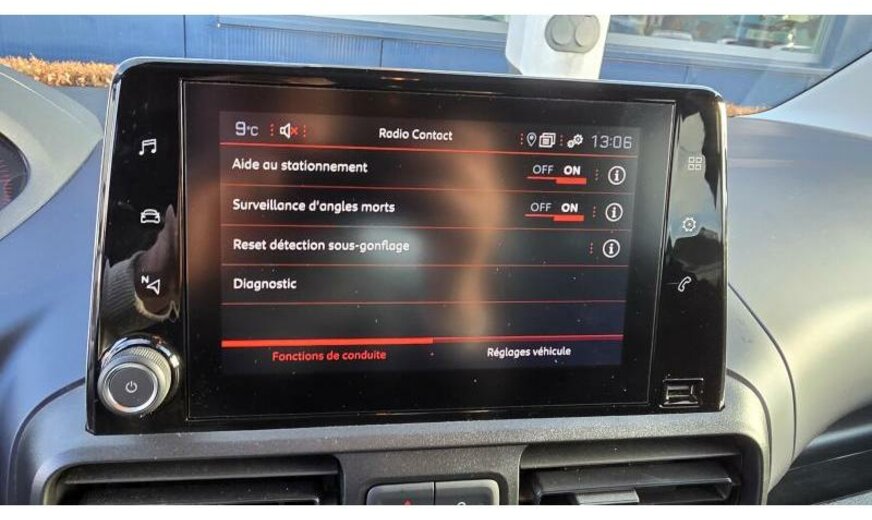 9°C Radio Contact 13:06
Aide au stationnement OFF ON
Surveillance d'angles morts OFF ON
Reset détection sous-gonflage
Diagnostic
Fonctions de conduite Réglages véhicule
N